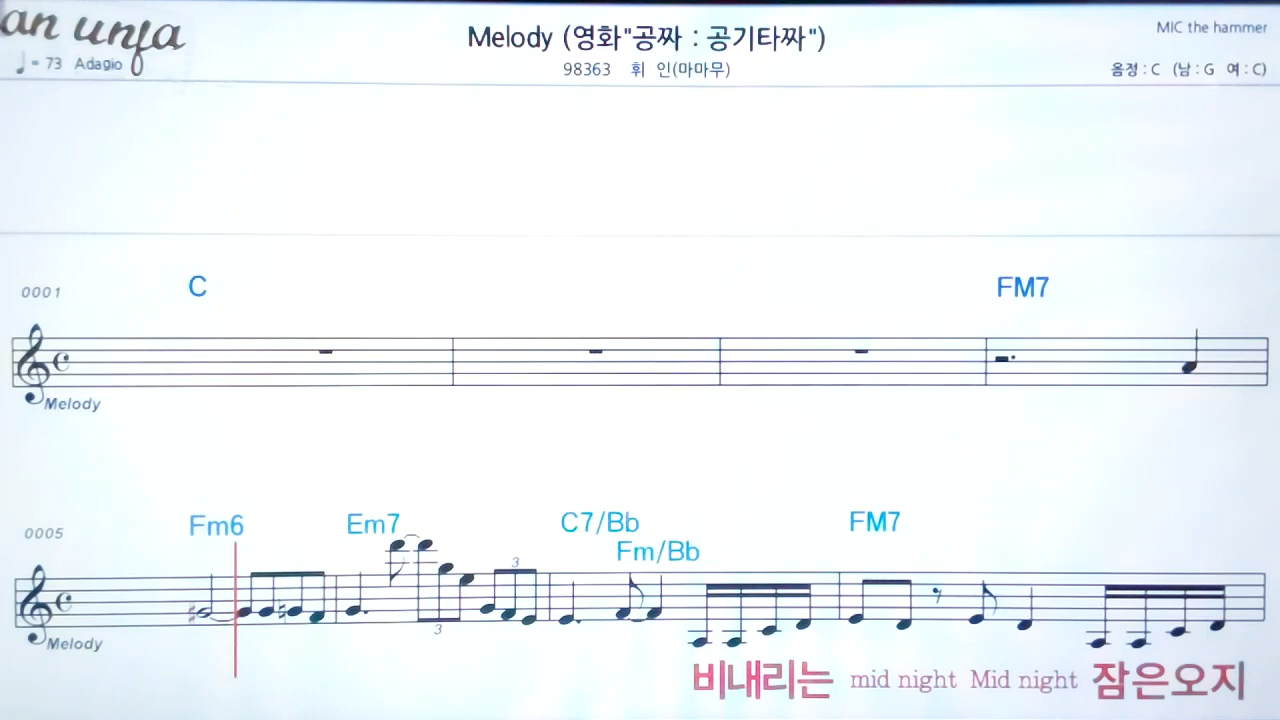 an unfa
♩= 73 Adagio
Melody (영화"공짜 : 공기타짜")
98363 휘 인(마마무)
MIC the hammer
음정 : C (남 : G 여 : C)
0001
C
FM7
Melody
0005
Fm6 Em7 C7/Bb FM7
Fm/Bb
3
3
Melody
비내리는 mid night Mid night 잠은오지